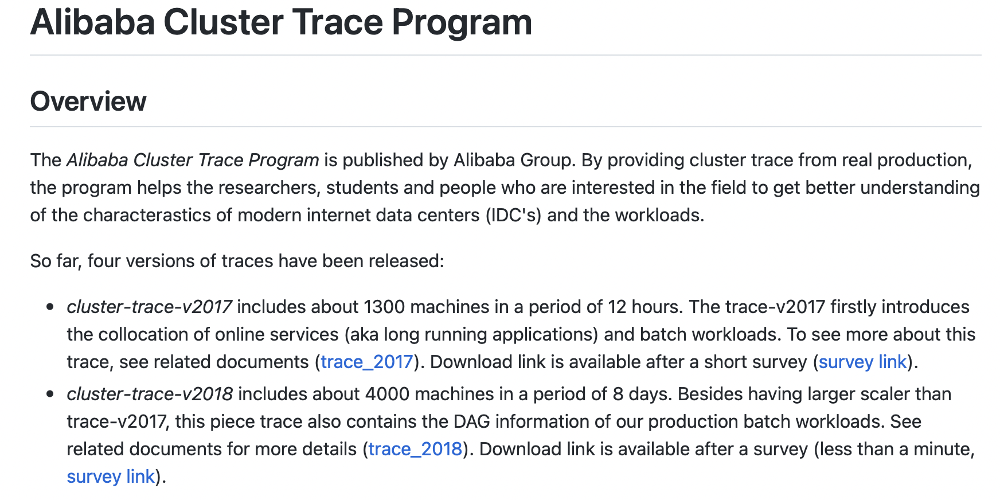 Alibaba Cluster Trace Program
Overview
The Alibaba Cluster Trace Program is published by Alibaba Group. By providing cluster trace from real production,
the program helps the researchers, students and people who are interested in the field to get better understanding
of the characterastics of modern internet data centers (IDC's) and the workloads.
So far, four versions of traces have been released:
• cluster-trace-v2017 includes about 1300 machines in a period of 12 hours. The trace-v2017 firstly introduces
the collocation of online services (aka long running applications) and batch workloads. To see more about this
trace, see related documents (trace_2017). Download link is available after a short survey (survey link).
• cluster-trace-v2018 includes about 4000 machines in a period of 8 days. Besides having larger scaler than
trace-v2017, this piece trace also contains the DAG information of our production batch workloads. See
related documents for more details (trace_2018). Download link is available after a survey (less than a minute,
survey link).